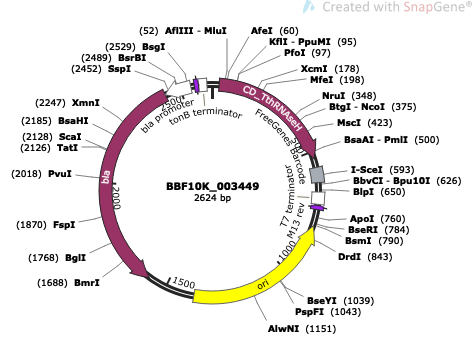 Created with SnapGene®
(52) AflIII - MluI
AfeI (60)
KflI - PpuMI (95)
PfoI (97)
XcmI (178)
MfeI (198)
NruI (348)
BtgI - NcoI (375)
MscI (423)
BsaAI - PmlI (500)
I-SceI (593)
BbvCI - Bpu10I (626)
BlpI (650)
ApoI (760)
BseRI (784)
BsmI (790)
DrdI (843)
BseYI (1039)
PspFI (1043)
AlwNI (1151)
(2529) BsgI
(2489) BsrBI
(2452) SspI
(2247) XmnI
(2185) BsaHI
(2128) ScaI
(2126) TatI
(2018) PvuI
(1870) FspI
(1768) BglI
(1688) BmrI
BBF10K_003449
2624 bp
CD_TthRNAseH
FreeGenes Barcode
T7 terminator
M13 rev
ori
bla
bla promoter
tonB terminator
500
1000
1500
2000
2500